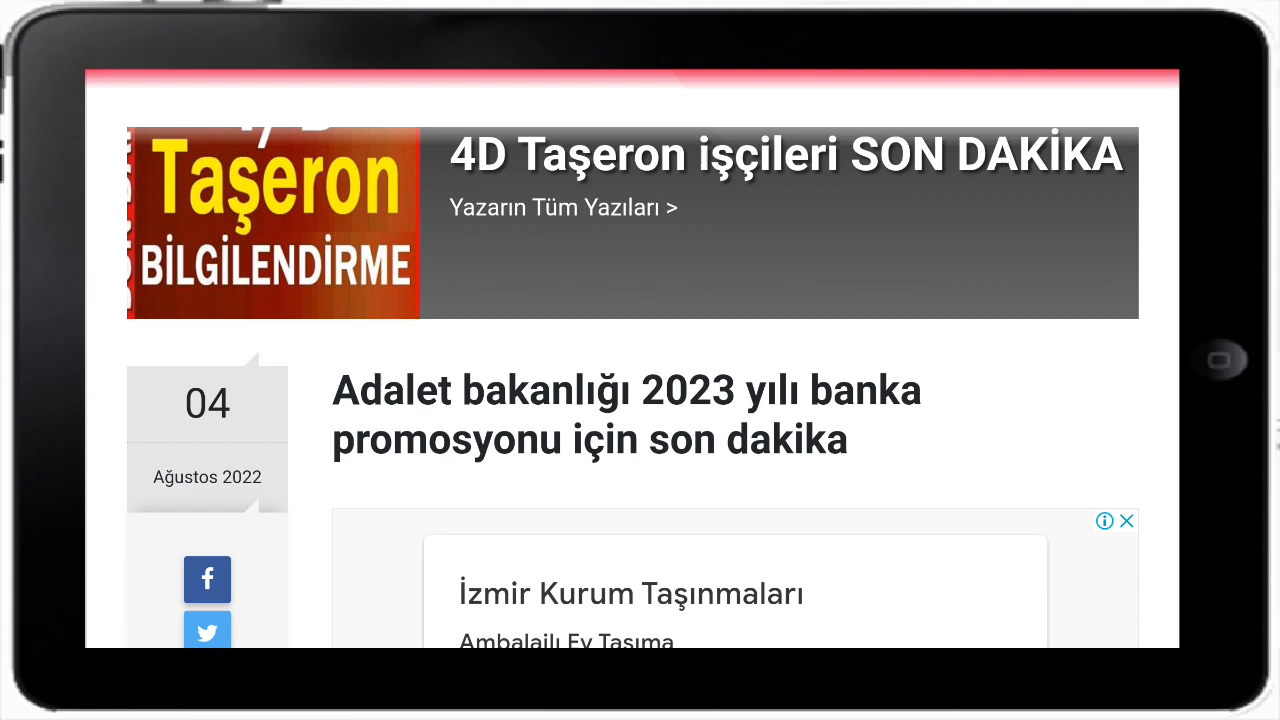 Taşeron
BİLGİLENDİRME
4D Taşeron işçileri SON DAKİKA
Yazarın Tüm Yazıları >
04
Ağustos 2022
Adalet bakanlığı 2023 yılı banka
promosyonu için son dakika
İzmir Kurum Taşınmaları
Ambalajlı Ev Taşıma